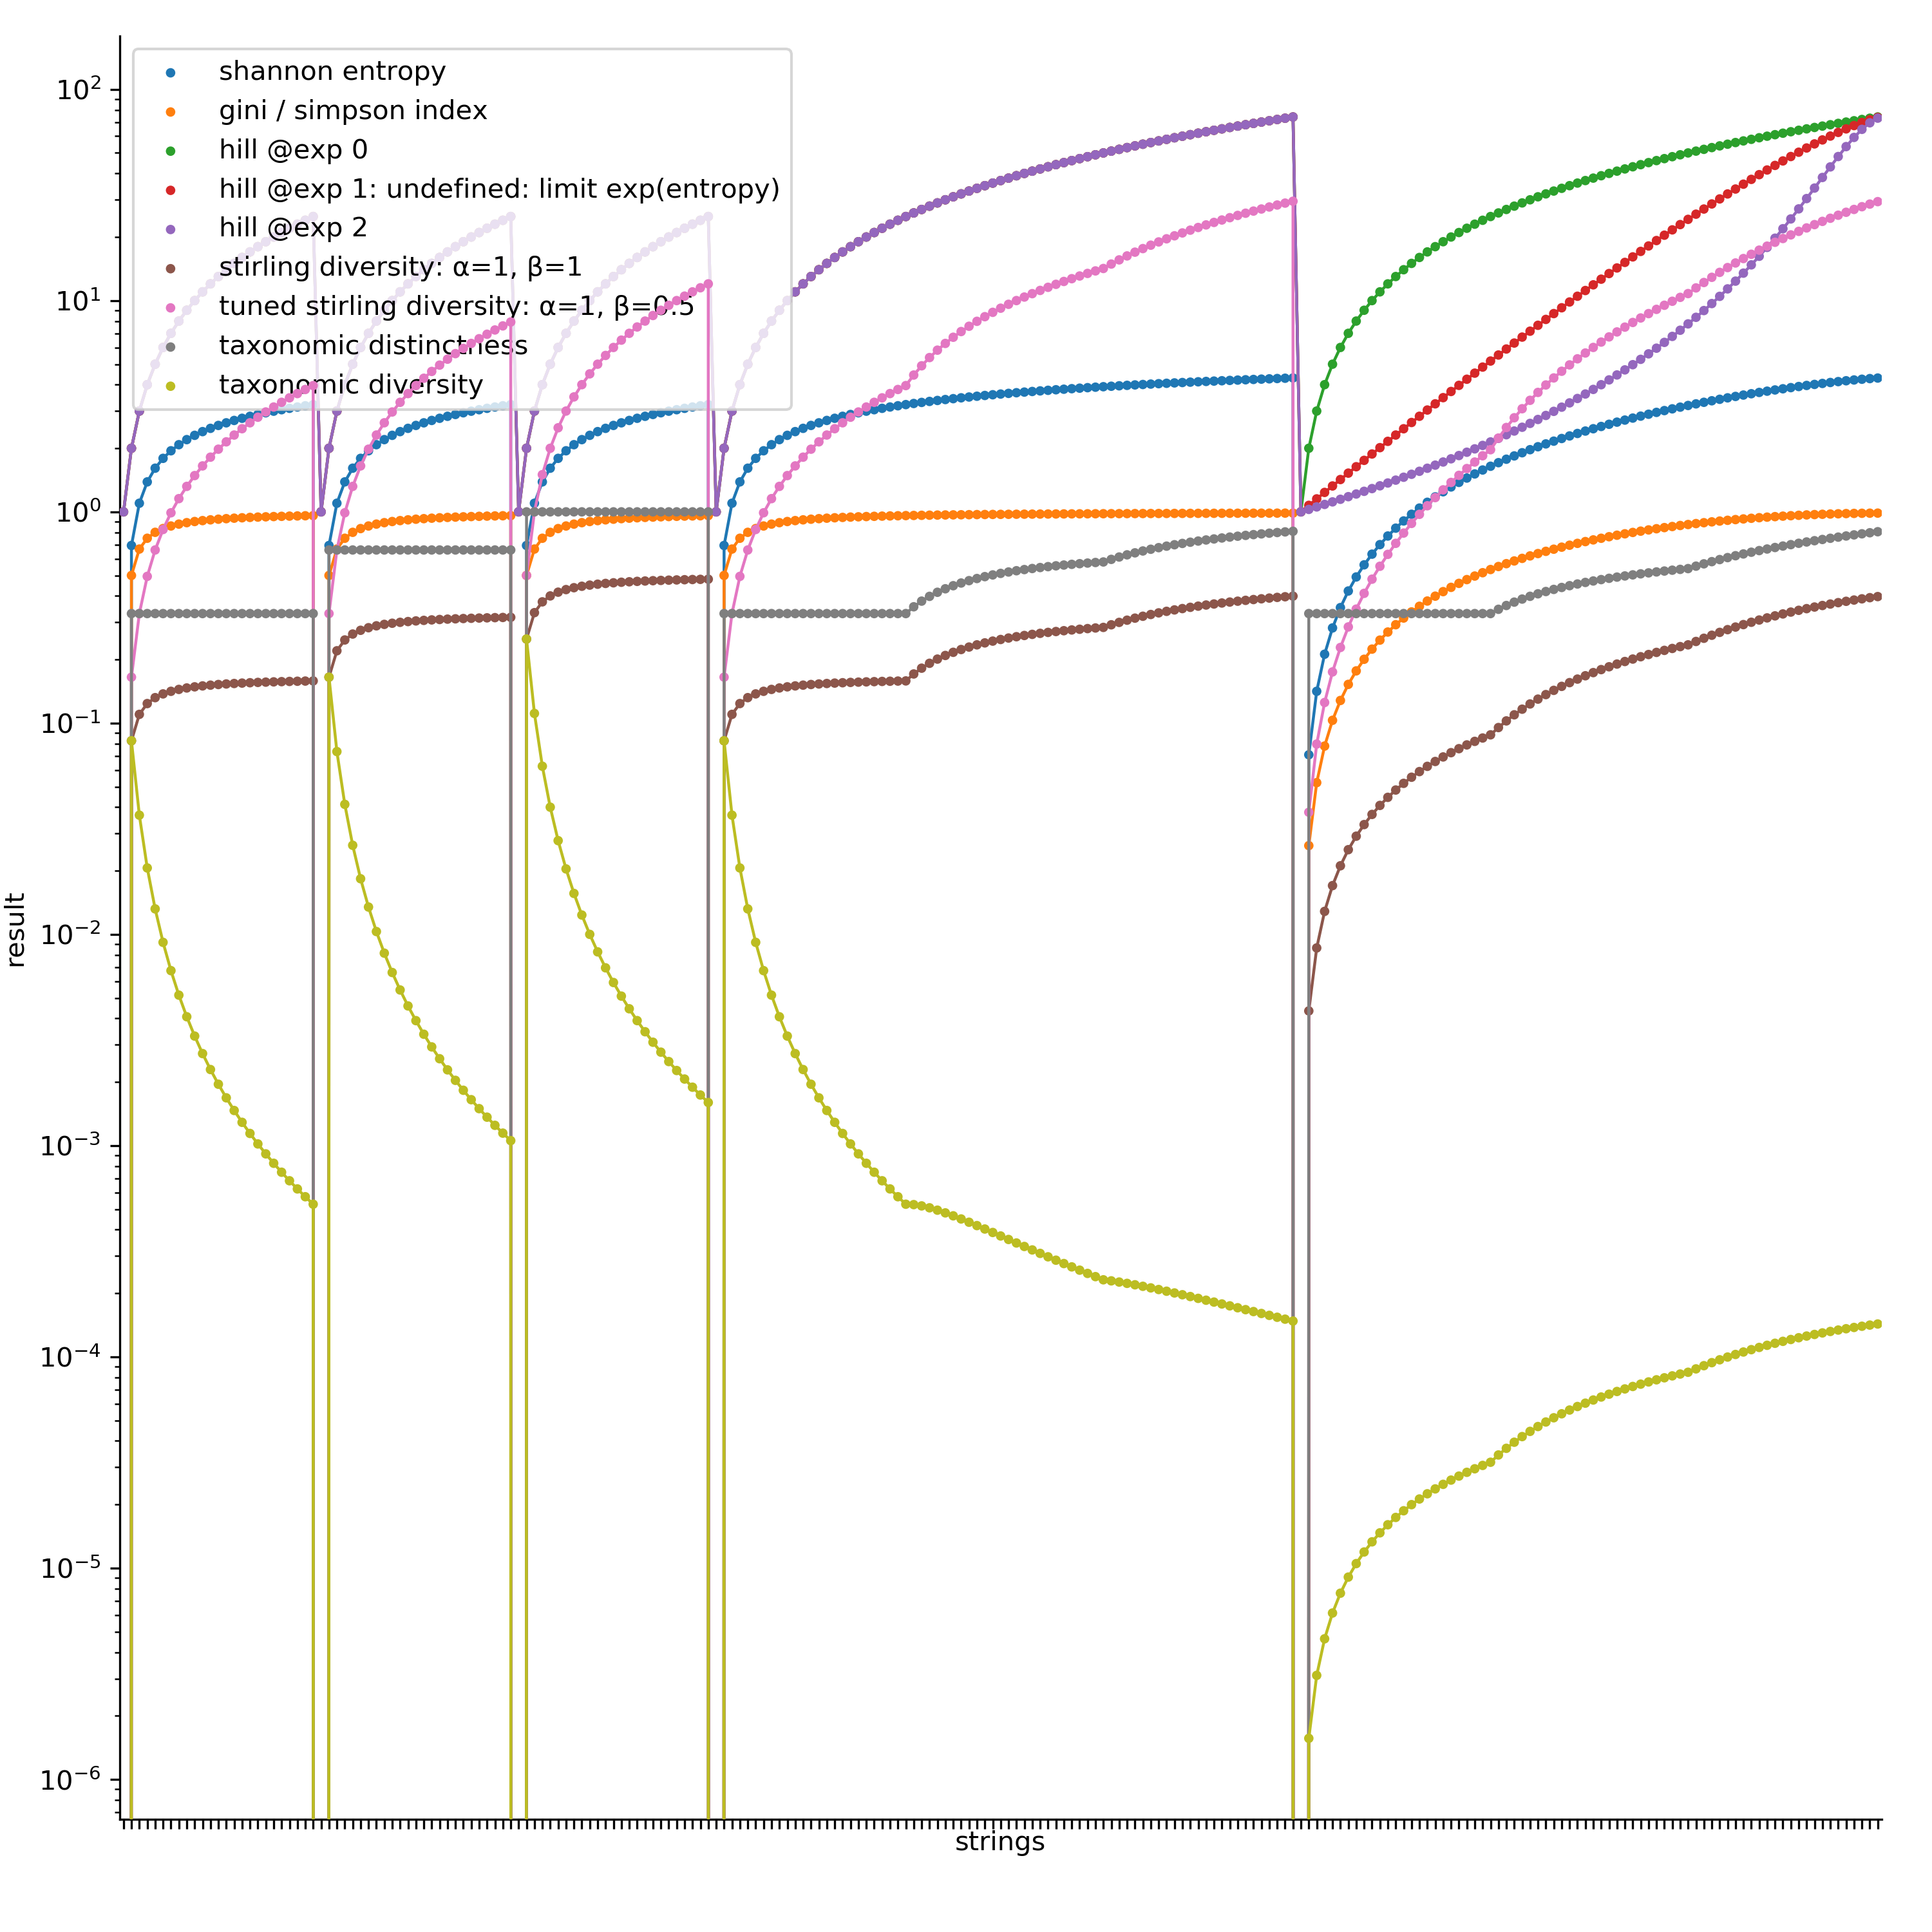 shannon entropy
gini / simpson index
hill @exp 0
hill @exp 1: undefined: limit exp(entropy)
hill @exp 2
stirling diversity: α=1, β=1
tuned stirling diversity: α=1, β=0.5
taxonomic distinctness
taxonomic diversity
10²
10¹
10⁰
10⁻¹
10⁻²
10⁻³
10⁻⁴
10⁻⁵
10⁻⁶
result
strings